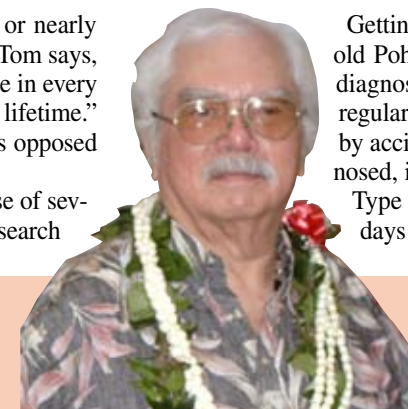 or nearly
Tom says,
e in every
lifetime.”
s opposed
se of sev-
search
Gettin
old Poh
diagnos
regular
by acci
nosed, i
Type
days